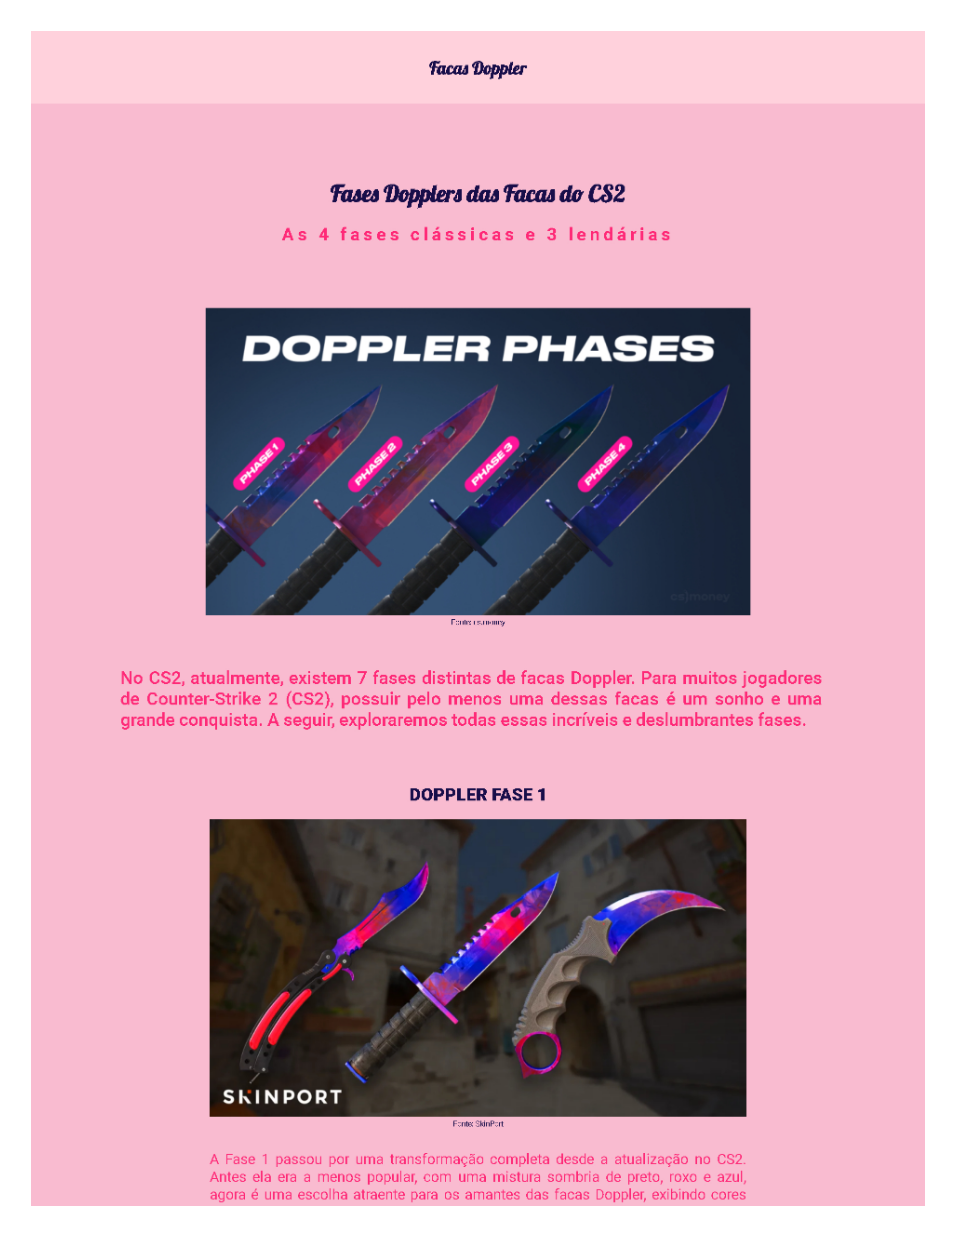 Facas Doppler
Fases Dopplers das Facas do CS2
As 4 fases clássicas e 3 lendárias
DOPPLER PHASES
PHASE 1
PHASE 2
PHASE 3
PHASE 4
cs|money
Fonte: cs.money
No CS2, atualmente, existem 7 fases distintas de facas Doppler. Para muitos jogadores
de Counter-Strike 2 (CS2), possuir pelo menos uma dessas facas é um sonho e uma
grande conquista. A seguir, exploraremos todas essas incríveis e deslumbrantes fases.
DOPPLER FASE 1
SKINPORT
Fonte: SkinPort
A Fase 1 passou por uma transformação completa desde a atualização no CS2.
Antes ela era a menos popular, com uma mistura sombria de preto, roxo e azul,
agora é uma escolha atraente para os amantes das facas Doppler, exibindo cores